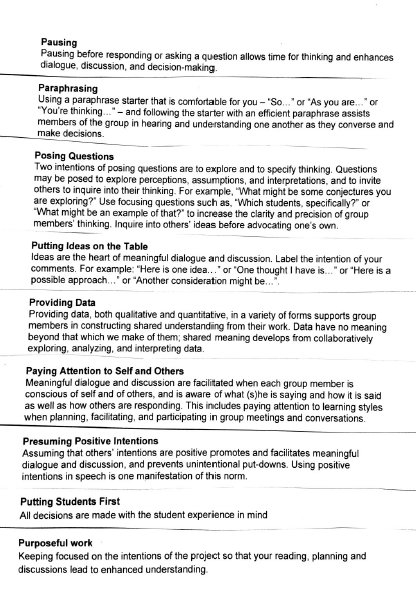 Pausing
Pausing before responding or asking a question allows time for thinking and enhances
dialogue, discussion, and decision-making.
Paraphrasing
Using a paraphrase starter that is comfortable for you – "So…" or "As you are…" or
"You're thinking…" – and following the starter with an efficient paraphrase assists
members of the group in hearing and understanding one another as they converse and
make decisions.
Posing Questions
Two intentions of posing questions are to explore and to specify thinking. Questions
may be posed to explore perceptions, assumptions, and interpretations, and to invite
others to inquire into their thinking. For example, "What might be some conjectures you
are exploring?" Use focusing questions such as, "Which students, specifically?" or
"What might be an example of that?" to increase the clarity and precision of group
members' thinking. Inquire into others' ideas before advocating one's own.
Putting Ideas on the Table
Ideas are the heart of meaningful dialogue and discussion. Label the intention of your
comments. For example: "Here is one idea…" or "One thought I have is…" or "Here is a
possible approach…" or "Another consideration might be…".
Providing Data
Providing data, both qualitative and quantitative, in a variety of forms supports group
members in constructing shared understanding from their work. Data have no meaning
beyond that which we make of them; shared meaning develops from collaboratively
exploring, analyzing, and interpreting data.
Paying Attention to Self and Others
Meaningful dialogue and discussion are facilitated when each group member is
conscious of self and of others, and is aware of what (s)he is saying and how it is said
as well as how others are responding. This includes paying attention to learning styles
when planning, facilitating, and participating in group meetings and conversations.
Presuming Positive Intentions
Assuming that others' intentions are positive promotes and facilitates meaningful
dialogue and discussion, and prevents unintentional put-downs. Using positive
intentions in speech is one manifestation of this norm.
Putting Students First
All decisions are made with the student experience in mind
Purposeful work
Keeping focused on the intentions of the project so that your reading, planning and
discussions lead to enhanced understanding.